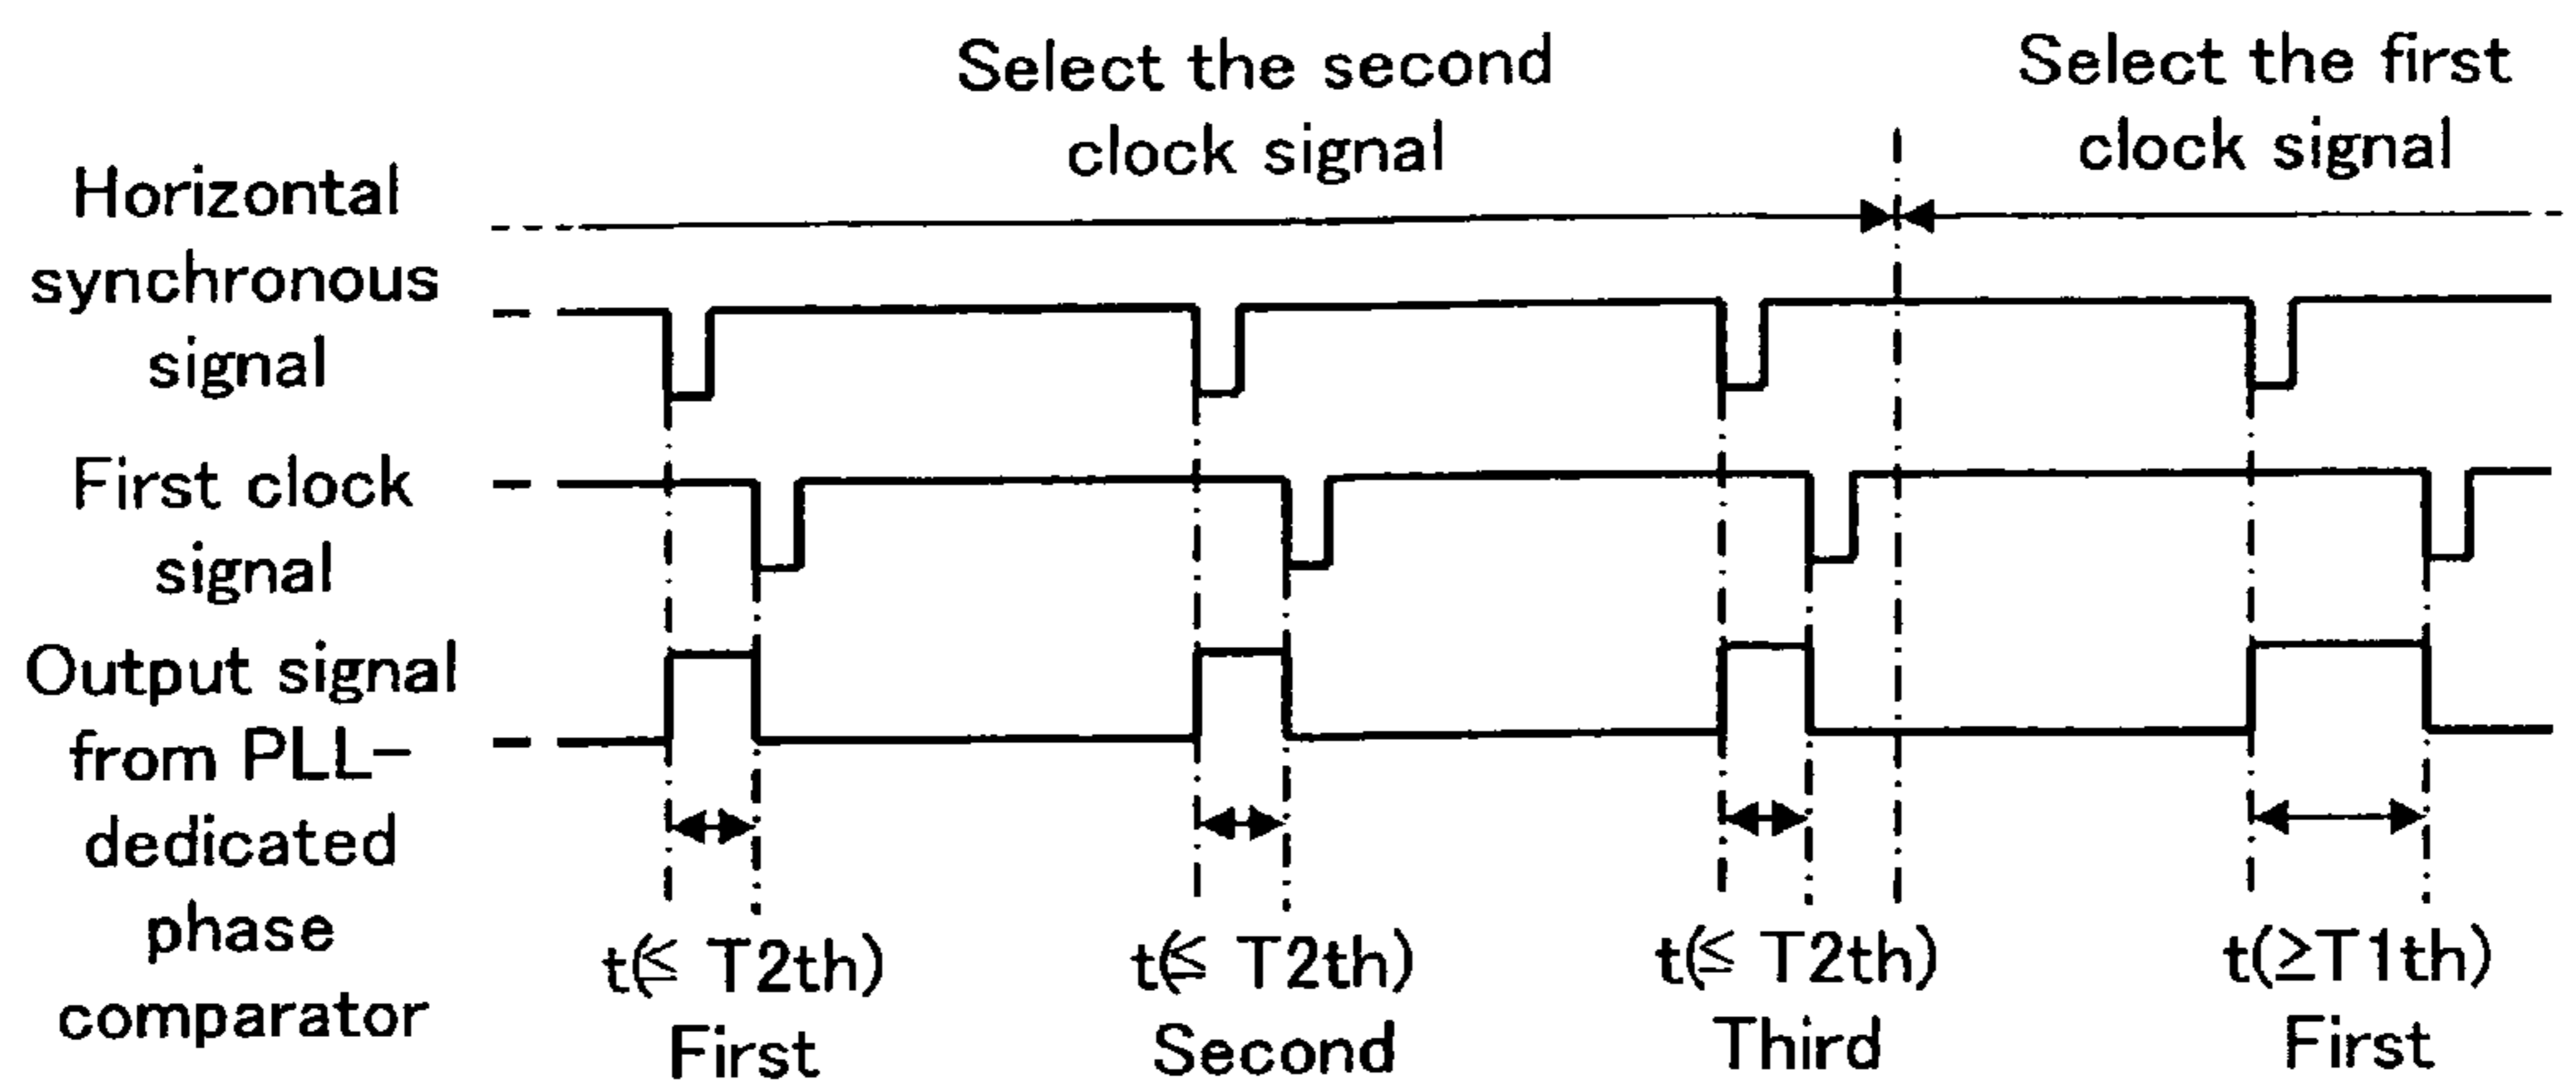 Select the second
clock signal
Select the first
clock signal
Horizontal
synchronous
signal
First clock
signal
Output signal
from PLL-
dedicated
phase
comparator
t(≦ T2th)
First
t(≦ T2th)
Second
t(≦ T2th)
Third
t(≥T1th)
First